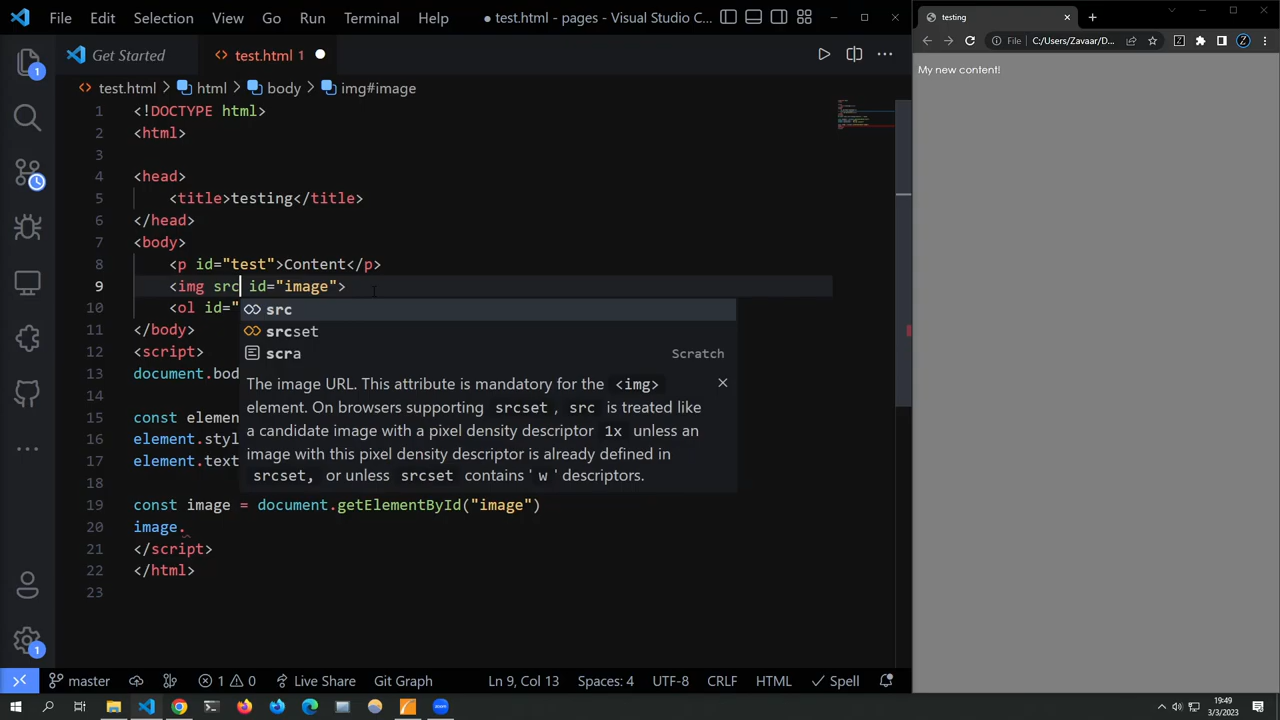 File Edit Selection View Go Run Terminal Help ● test.html - pages - Visual Studio C...
testing
Get Started test.html 1
File C:/Users/Zavaar/D... Z Z
test.html > html > body > img#image
My new content!
1 <!DOCTYPE html>
2 <html>
3
4 <head>
5 <title>testing</title>
6 </head>
7 <body>
8 <p id="test">Content</p>
9 <img src id="image">
10 <ol id="
src
srcset
scra Scratch
The image URL. This attribute is mandatory for the <img>
element. On browsers supporting srcset, src is treated like
a candidate image with a pixel density descriptor 1x unless an
image with this pixel density descriptor is already defined in
srcset, or unless srcset contains 'w' descriptors.
11 </body>
12 <script>
13 document.bod
14
15 const elemen
16 element.styl
17 element.text
18
19 const image = document.getElementById("image")
20 image.
21 </script>
22 </html>
23
1
1
master 1 0 Live Share Git Graph Ln 9, Col 13 Spaces: 4 UTF-8 CRLF HTML Spell
zoom
19:49
3/3/2023